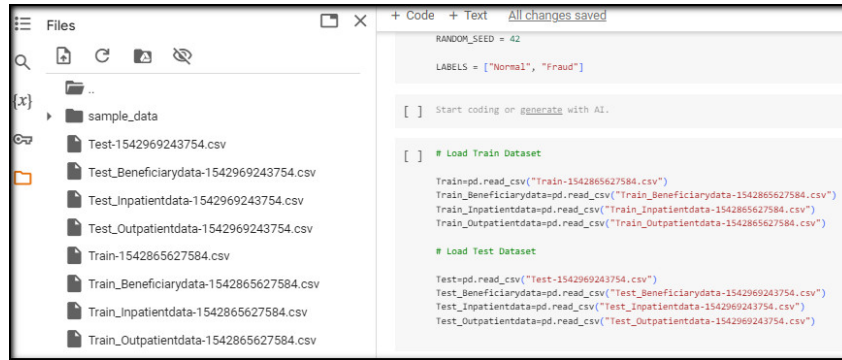 Files
..
sample_data
Test-1542969243754.csv
Test_Beneficiarydata-1542969243754.csv
Test_Inpatientdata-1542969243754.csv
Test_Outpatientdata-1542969243754.csv
Train-1542865627584.csv
Train_Beneficiarydata-1542865627584.csv
Train_Inpatientdata-1542865627584.csv
Train_Outpatientdata-1542865627584.csv
{x}
+ Code + Text All changes saved
RANDOM_SEED = 42
LABELS = ["Normal", "Fraud"]
[ ] Start coding or generate with AI.
[ ] # Load Train Dataset
Train=pd.read_csv("Train-1542865627584.csv")
Train_Beneficiarydata=pd.read_csv("Train_Beneficiarydata-1542865627584.csv")
Train_Inpatientdata=pd.read_csv("Train_Inpatientdata-1542865627584.csv")
Train_Outpatientdata=pd.read_csv("Train_Outpatientdata-1542865627584.csv")
# Load Test Dataset
Test=pd.read_csv("Test-1542969243754.csv")
Test_Beneficiarydata=pd.read_csv("Test_Beneficiarydata-1542969243754.csv")
Test_Inpatientdata=pd.read_csv("Test_Inpatientdata-1542969243754.csv")
Test_Outpatientdata=pd.read_csv("Test_Outpatientdata-1542969243754.csv")